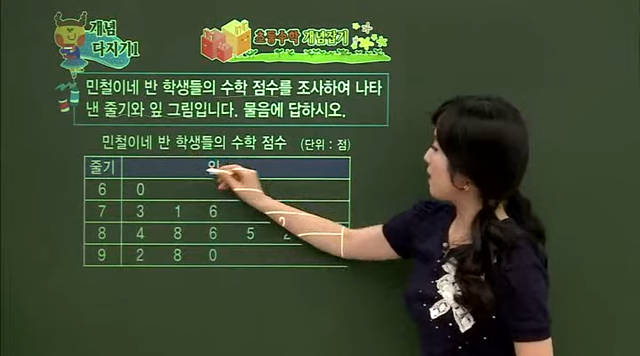 개념
다지기1
초등수학 개념잡기
민철이네 반 학생들의 수학 점수를 조사하여 나타
낸 줄기와 잎 그림입니다. 물음에 답하시오.
민철이네 반 학생들의 수학 점수 (단위 : 점)
줄기 잎
6 0
7 3 1 6
8 4 8 6 5 2
9 2 8 0